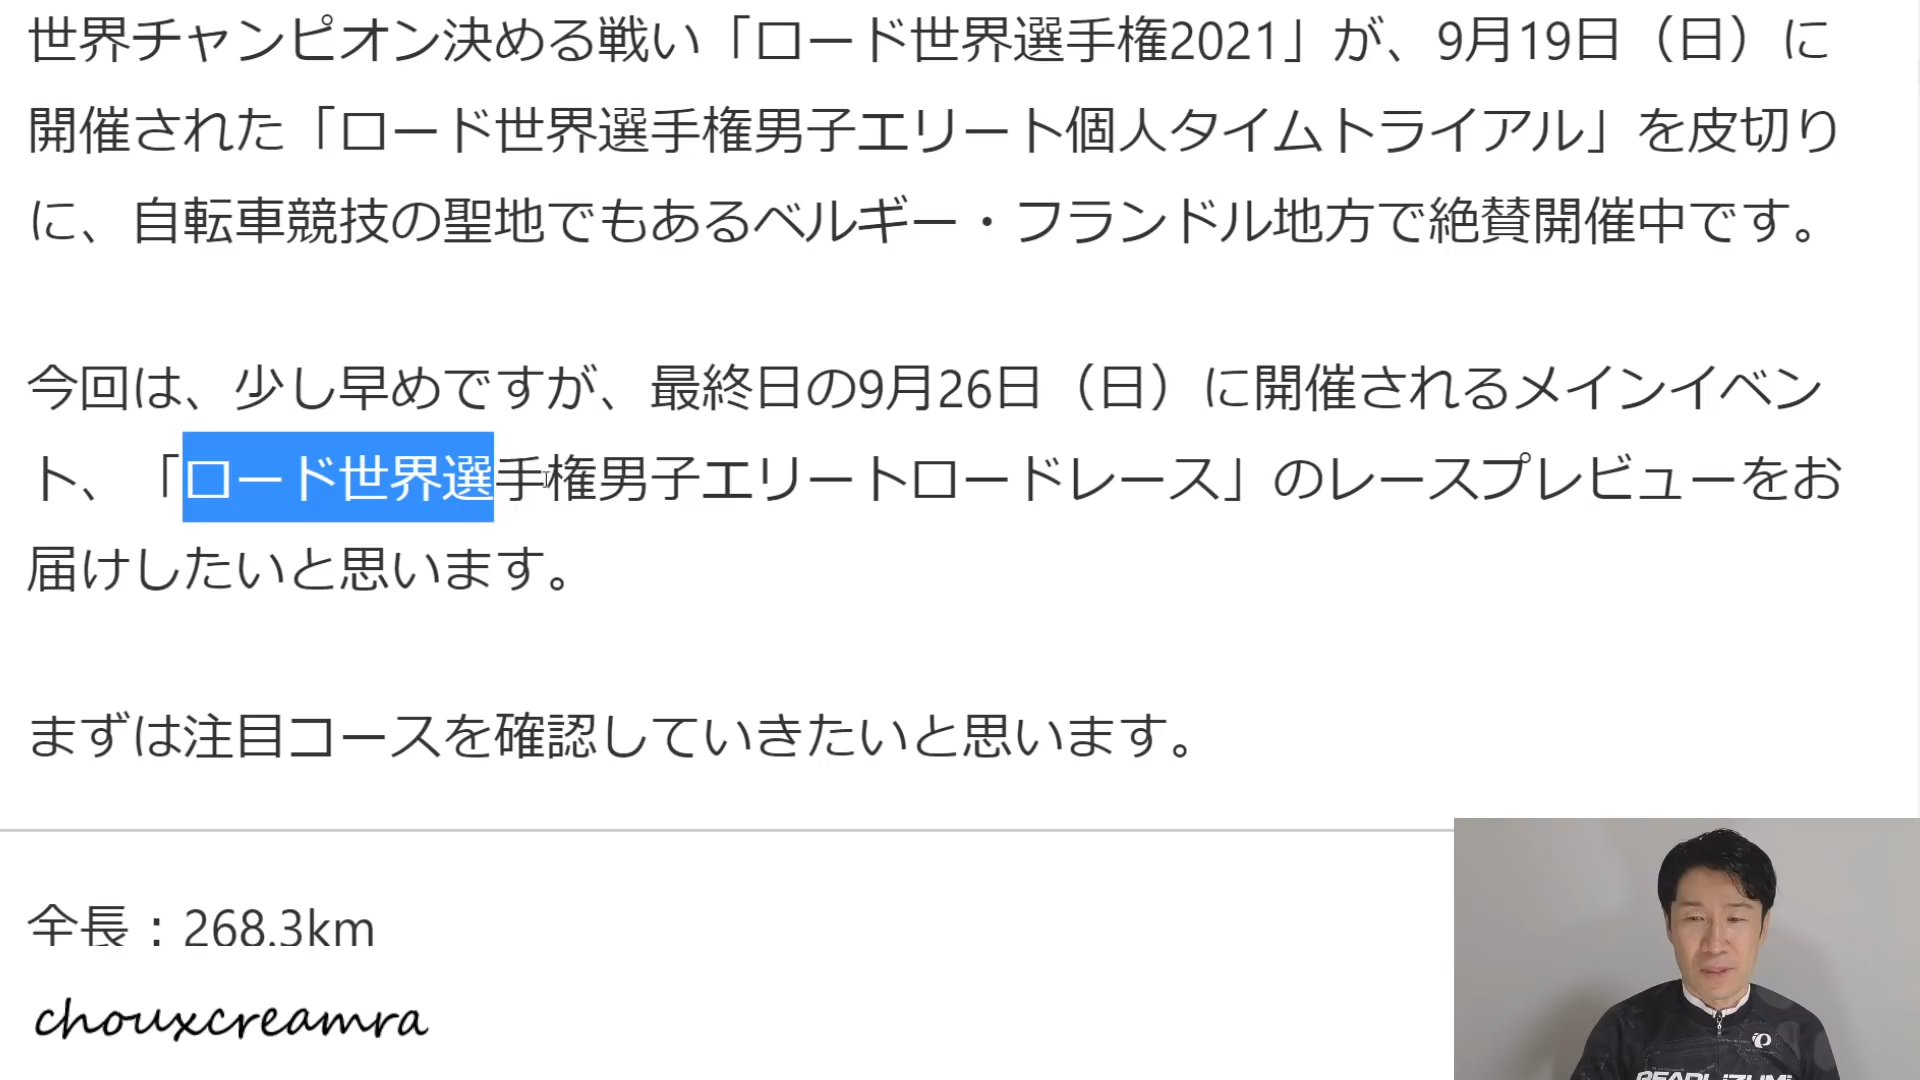 世界チャンピオン決める戦い「ロード世界選手権2021」が、9月19日（日）に
開催された「ロード世界選手権男子エリート個人タイムトライアル」を皮切り
に、自転車競技の聖地でもあるベルギー・フランドル地方で絶賛開催中です。
今回は、少し早めですが、最終日の9月26日（日）に開催されるメインイベン
ト、「ロード世界選手権男子エリートロードレース」のレースプレビューをお
届けしたいと思います。
まずは注目コースを確認していきたいと思います。
全長：268.3km
chouxcreamra
PEARL iZUMi